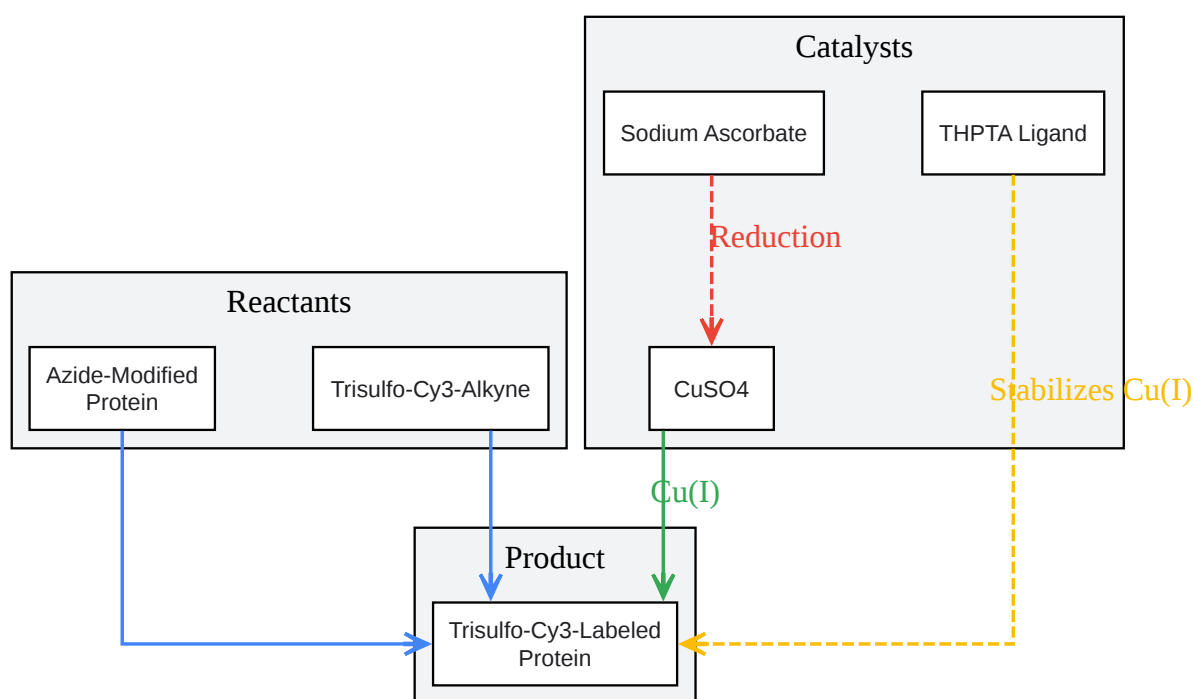 Catalysts
Sodium Ascorbate
THPTA Ligand
Reduction
Reactants
Azide-Modified
Protein
Trisulfo-Cy3-Alkyne
CuSO4
Stabilizes Cu(I)
Cu(I)
Product
Trisulfo-Cy3-Labeled
Protein